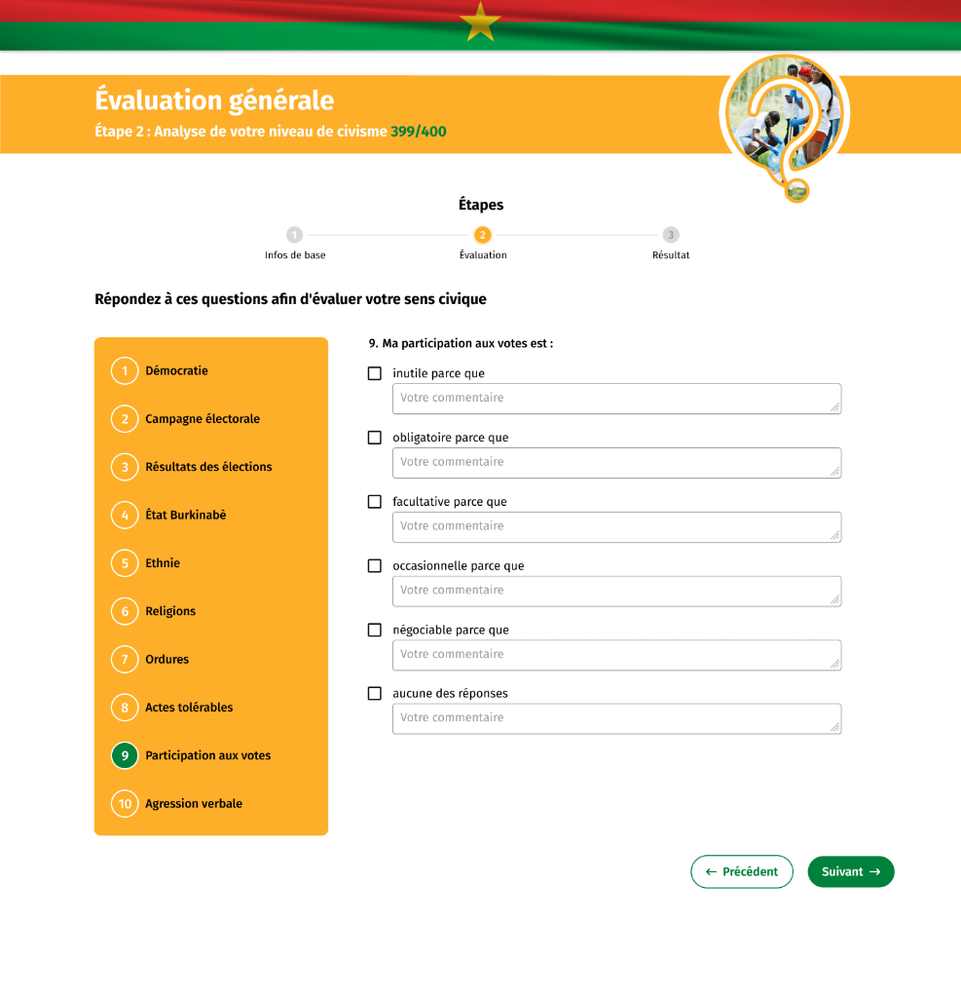 Évaluation générale
Étape 2 : Analyse de votre niveau de civisme 399/400
Étapes
1
2
3
Infos de base
Évaluation
Résultat
Répondez à ces questions afin d'évaluer votre sens civique
1 Démocratie
2 Campagne électorale
3 Résultats des élections
4 État Burkinabè
5 Ethnie
6 Religions
7 Ordures
8 Actes tolérables
9 Participation aux votes
10 Agression verbale
9. Ma participation aux votes est :
inutile parce que
Votre commentaire
obligatoire parce que
Votre commentaire
facultative parce que
Votre commentaire
occasionnelle parce que
Votre commentaire
négociable parce que
Votre commentaire
aucune des réponses
Votre commentaire
← Précédent
Suivant →